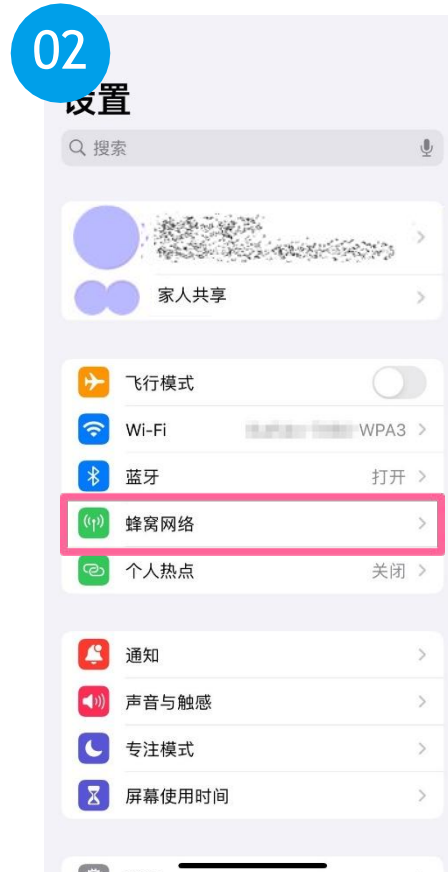 02
设置
搜索
家人共享
飞行模式
Wi-Fi WPA3
蓝牙 打开
蜂窝网络
个人热点 关闭
通知
声音与触感
专注模式
屏幕使用时间